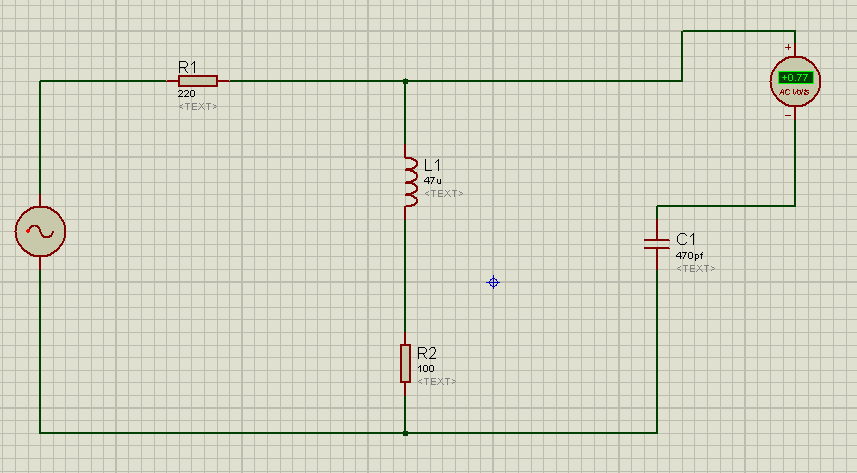 R1
220
<TEXT>
+
+0.77
AC Volts
−
L1
47u
<TEXT>
C1
470pf
<TEXT>
R2
100
<TEXT>